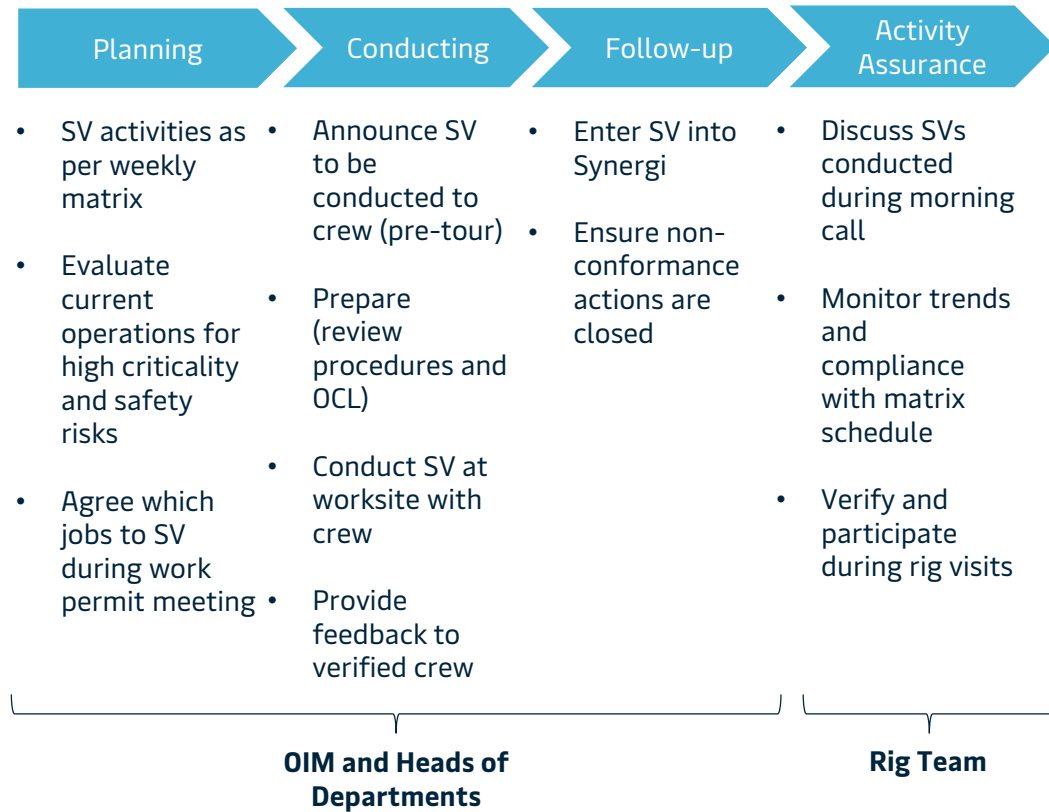 Planning
Conducting
Follow-up
Activity
Assurance
• SV activities as
per weekly
matrix
• Evaluate
current
operations for
high criticality
and safety
risks
• Agree which
jobs to SV
during work
permit meeting
• Announce SV
to be
conducted to
crew (pre-tour)
• Prepare
(review
procedures and
OCL)
• Conduct SV at
worksite with
crew
• Provide
feedback to
verified crew
• Enter SV into
Synergi
• Ensure non-
conformance
actions are
closed
• Discuss SVs
conducted
during morning
call
• Monitor trends
and
compliance
with matrix
schedule
• Verify and
participate
during rig visits
OIM and Heads of
Departments
Rig Team